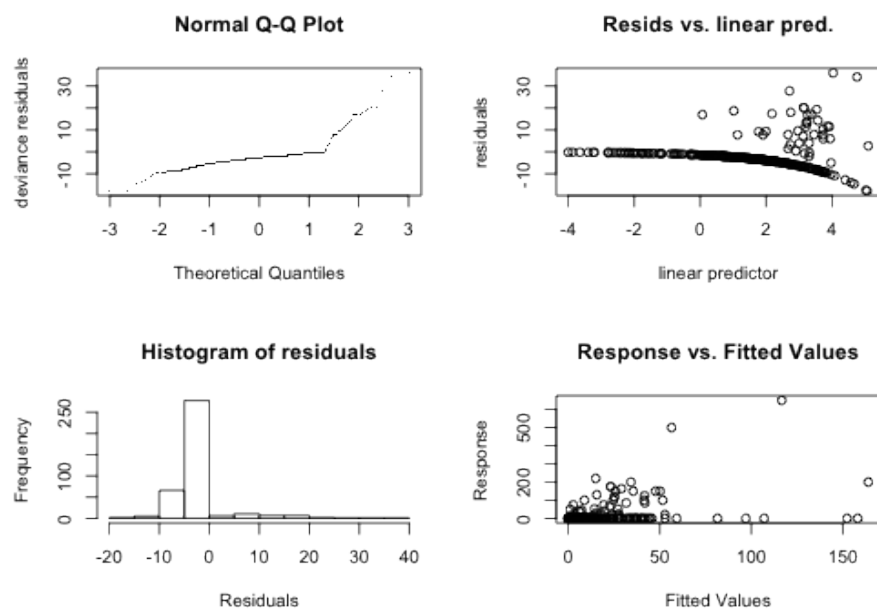 Normal Q-Q Plot
deviance residuals
-10 10 30
-3 -2 -1 0 1 2 3
Theoretical Quantiles
Resids vs. linear pred.
residuals
-10 10 30
-4 -2 0 2 4
linear predictor
Histogram of residuals
Frequency
0 100 250
-20 -10 0 10 20 30 40
Residuals
Response vs. Fitted Values
Response
0 200 500
0 50 100 150
Fitted Values